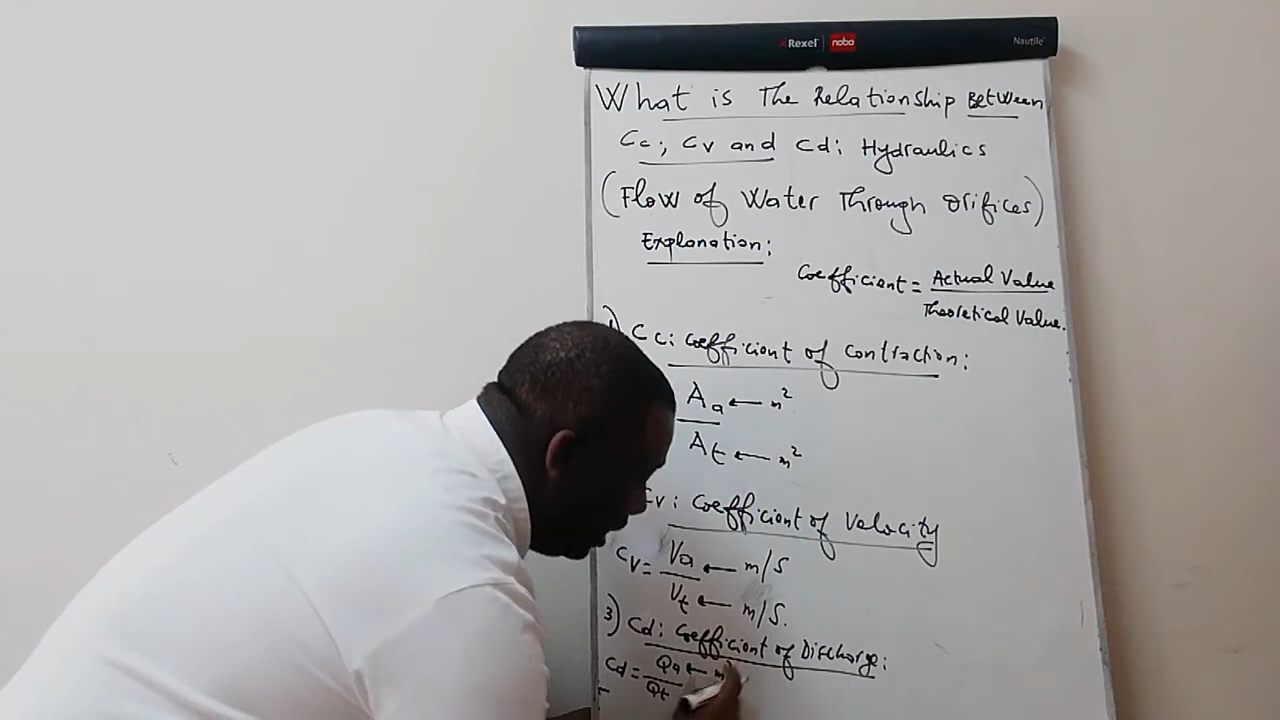 Rexel nobo Nautile
What is The Relationship Between
Cc, Cv and Cd: Hydraulics
(Flow of Water Through Orifices)
Explanation:
Coefficient = Actual Value
Theoretical Value.
1) Cc: Coefficient of contraction:
Aa ← m²
At ← m²
Cv: Coefficient of Velocity
Cv = Va ← m/s
Vt ← m/s.
3) Cd: Coefficient of Discharge:
Cd = Qa ← m
Qt